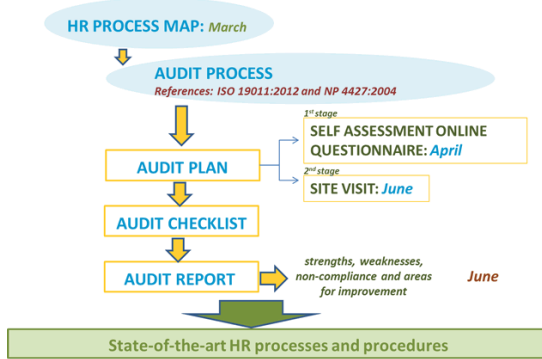 HR PROCESS MAP: March
AUDIT PROCESS
References: ISO 19011:2012 and NP 4427:2004
1st stage
SELF ASSESSMENT ONLINE
QUESTIONNAIRE: April
AUDIT PLAN
2nd stage
SITE VISIT: June
AUDIT CHECKLIST
AUDIT REPORT
strengths, weaknesses,
non-compliance and areas
for improvement
June
State-of-the-art HR processes and procedures